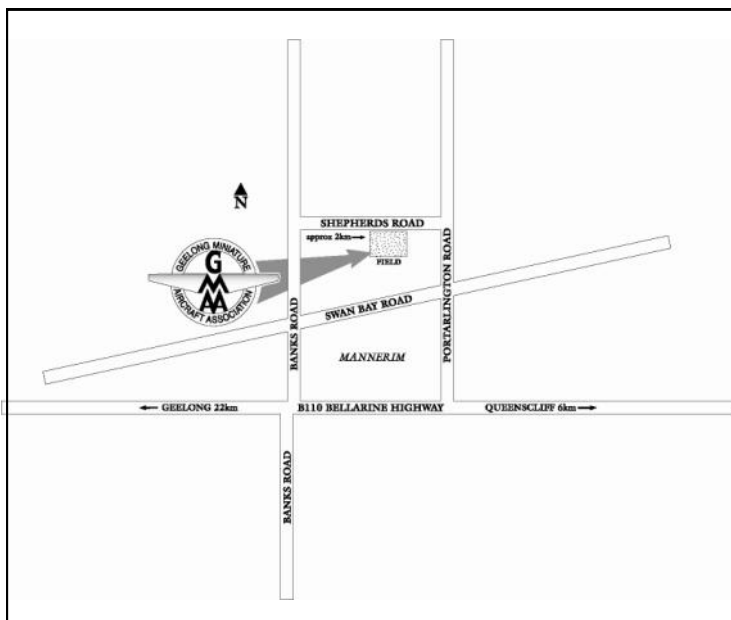 N
SHEPHERDS ROAD
approx 2km
FIELD
GEELONG MINIATURE
G
M
AA
AIRCRAFT ASSOCIATION
SWAN BAY ROAD
BANKS ROAD
PORTARLINGTON ROAD
MANNERIM
GEELONG 22km
B110 BELLARINE HIGHWAY
QUEENSCLIFF 6km
BANKS ROAD